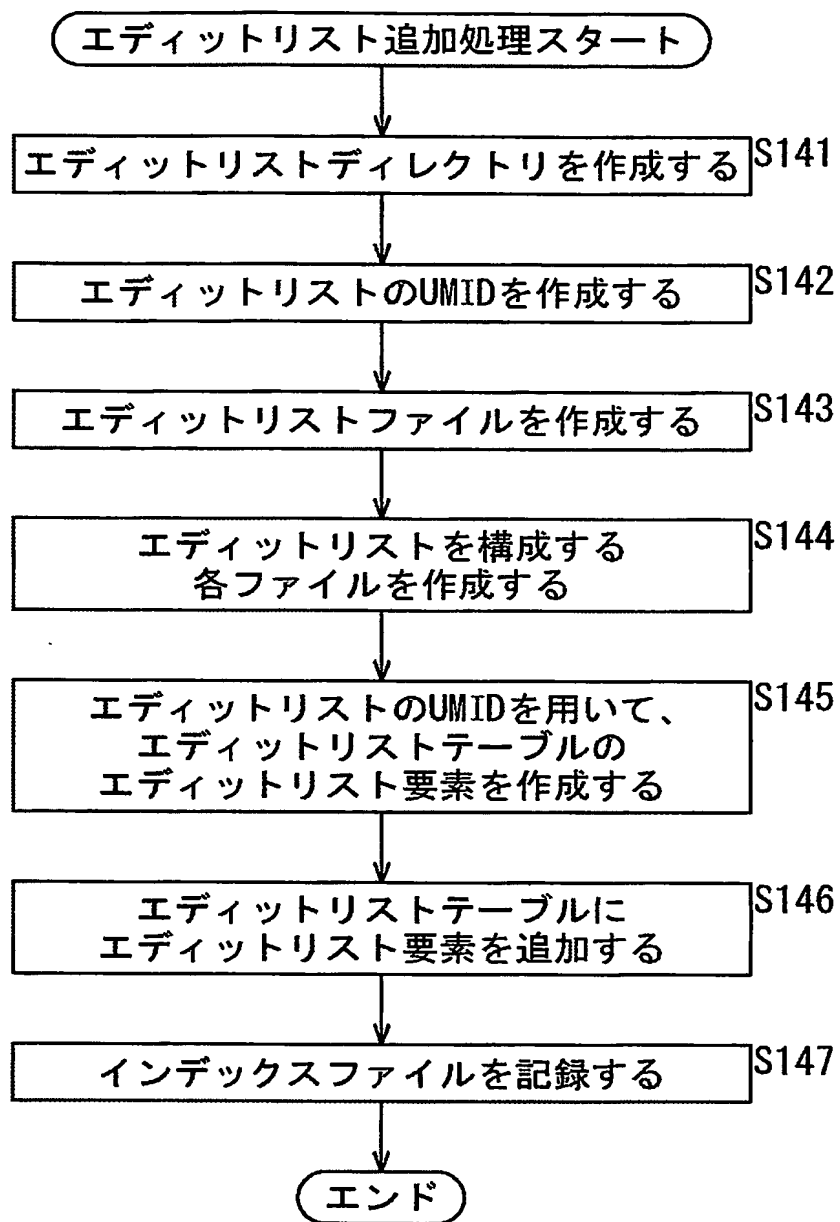 エディットリスト追加処理スタート
エディットリストディレクトリを作成する
S141
エディットリストのUMIDを作成する
S142
エディットリストファイルを作成する
S143
エディットリストを構成する
各ファイルを作成する
S144
エディットリストのUMIDを用いて、
エディットリストテーブルの
エディットリスト要素を作成する
S145
エディットリストテーブルに
エディットリスト要素を追加する
S146
インデックスファイルを記録する
S147
エンド